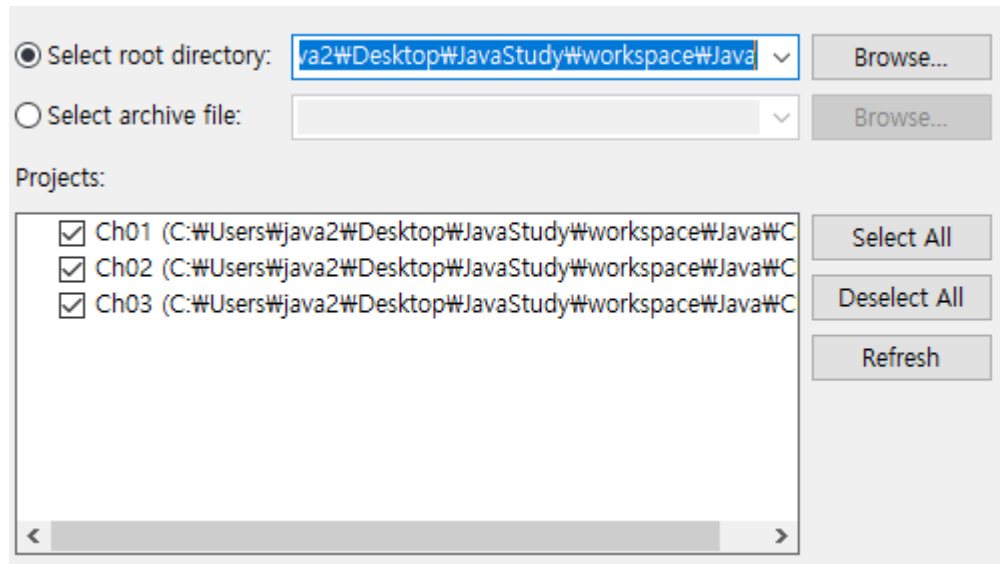 Select root directory: va2₩Desktop₩JavaStudy₩workspace₩Java Browse...
Select archive file: Browse...
Projects:
Ch01 (C:₩Users₩java2₩Desktop₩JavaStudy₩workspace₩Java₩C
Select All
Ch02 (C:₩Users₩java2₩Desktop₩JavaStudy₩workspace₩Java₩C
Ch03 (C:₩Users₩java2₩Desktop₩JavaStudy₩workspace₩Java₩C
Deselect All
Refresh